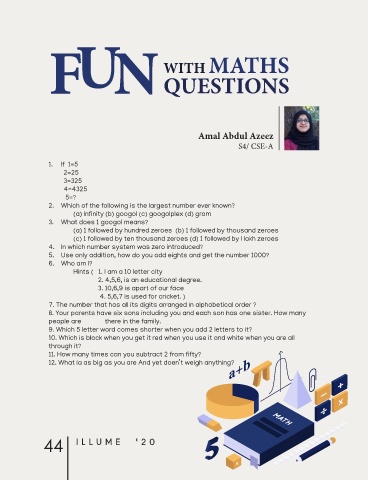 FUN WITH MATHS
QUESTIONS
Amal Abdul Azeez
S4/ CSE-A
1. If 1=5
2=25
3=325
4=4325
5=?
2. Which of the following is the largest number ever known?
(a) Infinity (b) googol (c) googolplex (d) gram
3. What does 1 googol means?
(a) 1 followed by hundred zeroes (b) 1 followed by thousand zeroes
(c) 1 followed by ten thousand zeroes (d) 1 followed by 1 lakh zeroes
4. In which number system was zero introduced?
5. Use only addition, how do you add eights and get the number 1000?
6. Who am I?
Hints ( 1. I am a 10 letter city
2. 4,5,6, is an educational degree.
3. 10,6,9 is apart of our face
4. 5,6,7 is used for cricket. )
7. The number that has all its digits arranged in alphabetical order ?
8. Your parents have six sons including you and each son has one sister. How many
people are there in the family.
9. Which 5 letter word comes shorter when you add 2 letters to it?
10. Which is black when you get it red when you use it and white when you are all
through it?
11. How many times can you subtract 2 from fifty?
12. What ia as big as you are And yet doen't weigh anything?
a+b
π
MATH
5
44 ILLUME '20